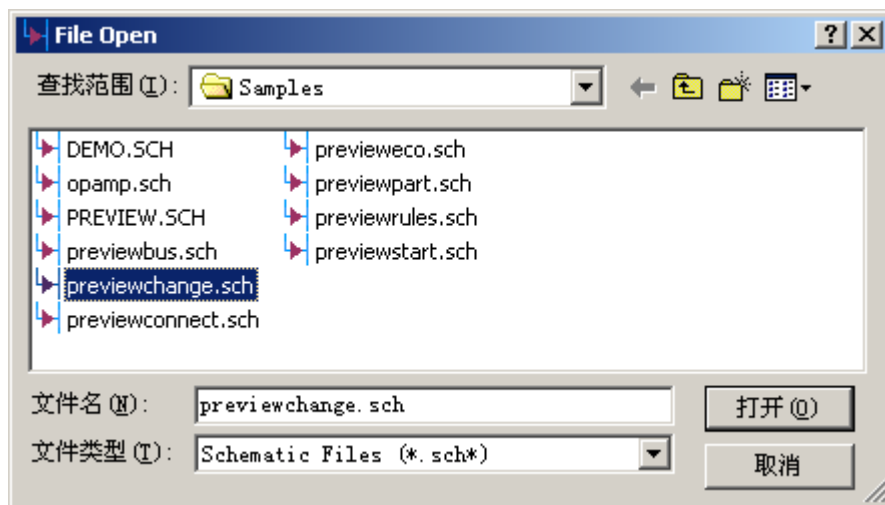 File Open
查找范围(I): Samples
DEMO.SCH
opamp.sch
PREVIEW.SCH
previewbus.sch
previewchange.sch
previewconnect.sch
previeweco.sch
previewpart.sch
previewrules.sch
previewstart.sch
文件名(N): previewchange.sch 打开(O)
文件类型(T): Schematic Files (*.sch*) 取消